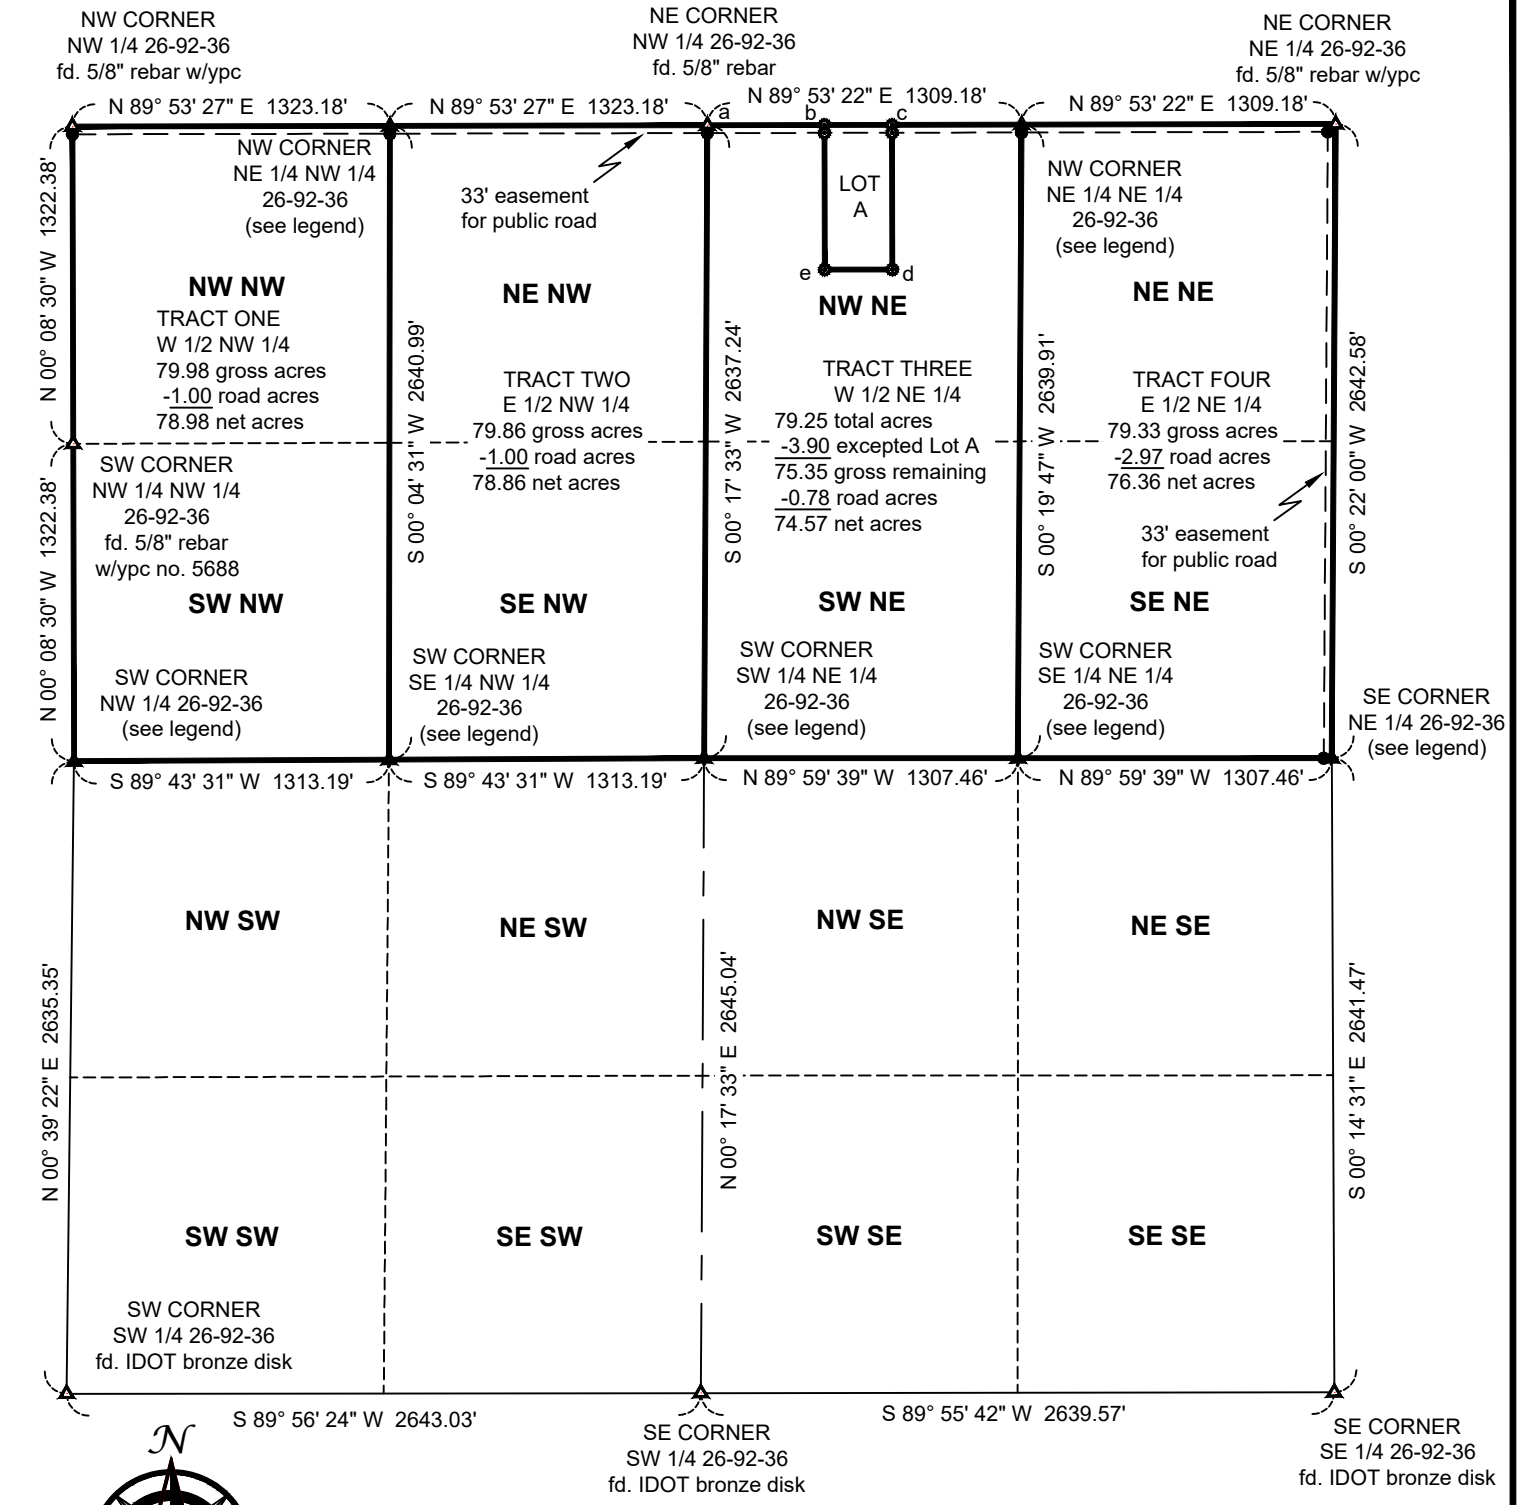 NW CORNER
NW 1/4 26-92-36
fd. 5/8" rebar w/ypc
NE CORNER
NW 1/4 26-92-36
fd. 5/8" rebar
NE CORNER
NE 1/4 26-92-36
fd. 5/8" rebar w/ypc
N 89° 53' 27" E 1323.18'
N 89° 53' 27" E 1323.18'
N 89° 53' 22" E 1309.18'
N 89° 53' 22" E 1309.18'
a
b
c
NW CORNER
NE 1/4 NW 1/4
26-92-36
(see legend)
33' easement
for public road
LOT
A
e
d
NW CORNER
NE 1/4 NE 1/4
26-92-36
(see legend)
N 00° 08' 30" W 1322.38'
NW NW
TRACT ONE
W 1/2 NW 1/4
79.98 gross acres
-1.00 road acres
78.98 net acres
NE NW
TRACT TWO
E 1/2 NW 1/4
79.86 gross acres
-1.00 road acres
78.86 net acres
S 00° 04' 31" W 2640.99'
NW NE
TRACT THREE
W 1/2 NE 1/4
79.25 total acres
-3.90 excepted Lot A
75.35 gross remaining
-0.78 road acres
74.57 net acres
S 00° 17' 33" W 2637.24'
NE NE
TRACT FOUR
E 1/2 NE 1/4
79.33 gross acres
-2.97 road acres
76.36 net acres
S 00° 19' 47" W 2639.91'
S 00° 22' 00" W 2642.58'
33' easement
for public road
SW CORNER
NW 1/4 NW 1/4
26-92-36
fd. 5/8" rebar
w/ypc no. 5688
N 00° 08' 30" W 1322.38'
SW NW
SE NW
SW NE
SE NE
SW CORNER
NW 1/4 26-92-36
(see legend)
SW CORNER
SE 1/4 NW 1/4
26-92-36
(see legend)
SW CORNER
SW 1/4 NE 1/4
26-92-36
(see legend)
SW CORNER
SE 1/4 NE 1/4
26-92-36
(see legend)
SE CORNER
NE 1/4 26-92-36
(see legend)
S 89° 43' 31" W 1313.19'
S 89° 43' 31" W 1313.19'
N 89° 59' 39" W 1307.46'
N 89° 59' 39" W 1307.46'
NW SW
NE SW
NW SE
NE SE
N 00° 39' 22" E 2635.35'
N 00° 17' 33" E 2645.04'
S 00° 14' 31" E 2641.47'
SW SW
SE SW
SW SE
SE SE
SW CORNER
SW 1/4 26-92-36
fd. IDOT bronze disk
S 89° 56' 24" W 2643.03'
S 89° 55' 42" W 2639.57'
SE CORNER
SW 1/4 26-92-36
fd. IDOT bronze disk
SE CORNER
SE 1/4 26-92-36
fd. IDOT bronze disk
N